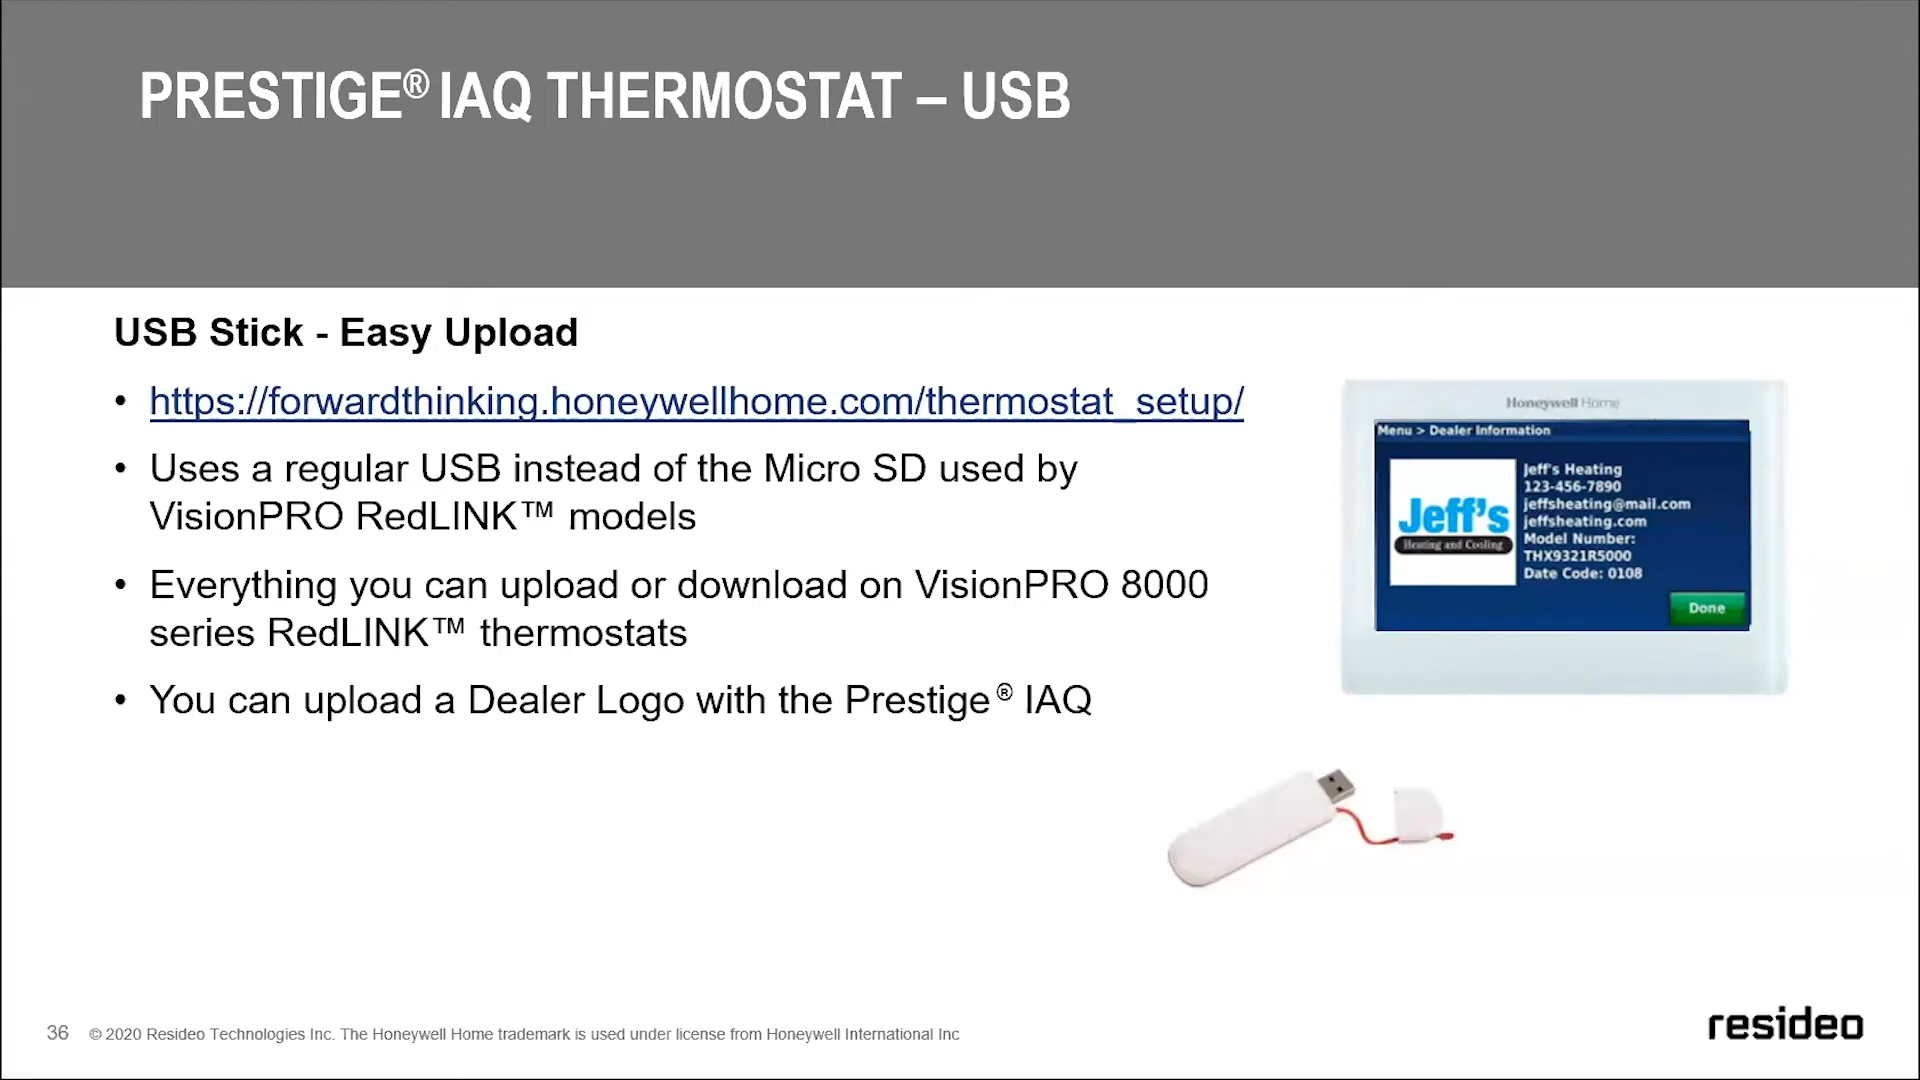 PRESTIGE® IAQ THERMOSTAT – USB
USB Stick - Easy Upload
• https://forwardthinking.honeywellhome.com/thermostat_setup/
• Uses a regular USB instead of the Micro SD used by
VisionPRO RedLINK™ models
• Everything you can upload or download on VisionPRO 8000
series RedLINK™ thermostats
• You can upload a Dealer Logo with the Prestige® IAQ
Honeywell Home
Menu > Dealer Information
Jeff's
Heating and Cooling
Jeff's Heating
123-456-7890
jeffsheating@mail.com
jeffsheating.com
Model Number:
THX9321R5000
Date Code: 0108
Done
36 © 2020 Resideo Technologies Inc. The Honeywell Home trademark is used under license from Honeywell International Inc
resideo